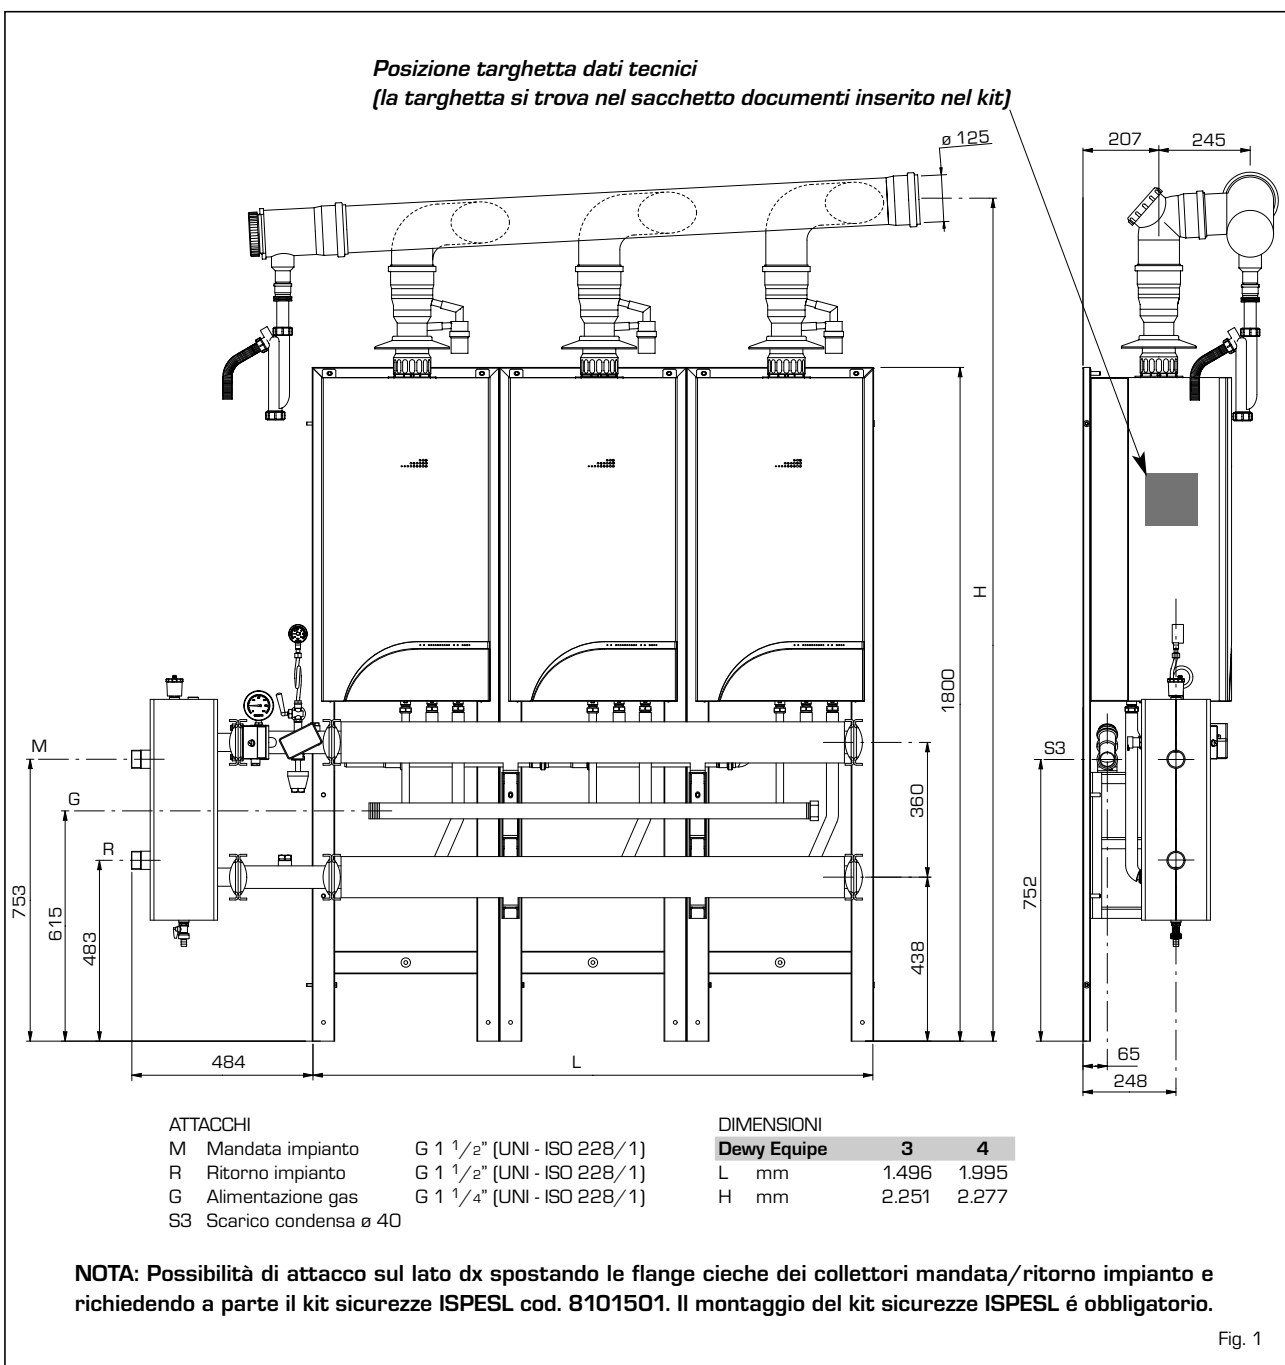 Posizione targhetta dati tecnici
(la targhetta si trova nel sacchetto documenti inserito nel kit)
ø 125
207
245
H
1800
M
G
R
S3
360
438
753
615
483
752
484
L
65
248
ATTACCHI
M Mandata impianto G 1 1/2" (UNI - ISO 228/1)
R Ritorno impianto G 1 1/2" (UNI - ISO 228/1)
G Alimentazione gas G 1 1/4" (UNI - ISO 228/1)
S3 Scarico condensa ø 40
DIMENSIONI
Dewy Equipe 3 4
L mm 1.496 1.995
H mm 2.251 2.277
NOTA: Possibilità di attacco sul lato dx spostando le flange cieche dei collettori mandata/ritorno impianto e
richiedendo a parte il kit sicurezze ISPESL cod. 8101501. Il montaggio del kit sicurezze ISPESL é obbligatorio.
Fig. 1